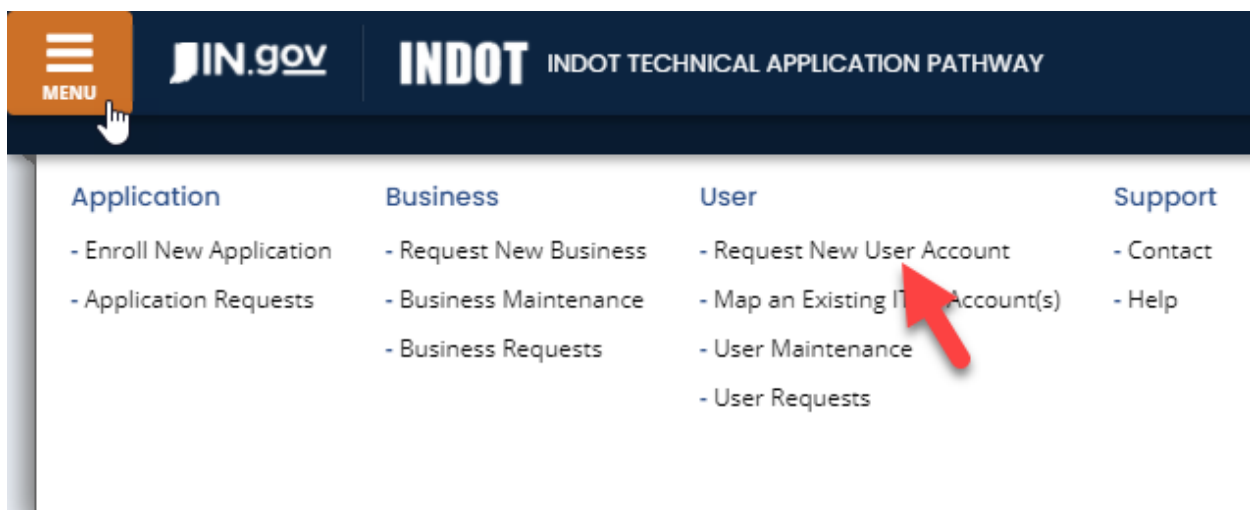 MENU
IN.gov
INDOT INDOT TECHNICAL APPLICATION PATHWAY
Application
- Enroll New Application
- Application Requests
Business
- Request New Business
- Business Maintenance
- Business Requests
User
- Request New User Account
- Map an Existing Account(s)
- User Maintenance
- User Requests
Support
- Contact
- Help